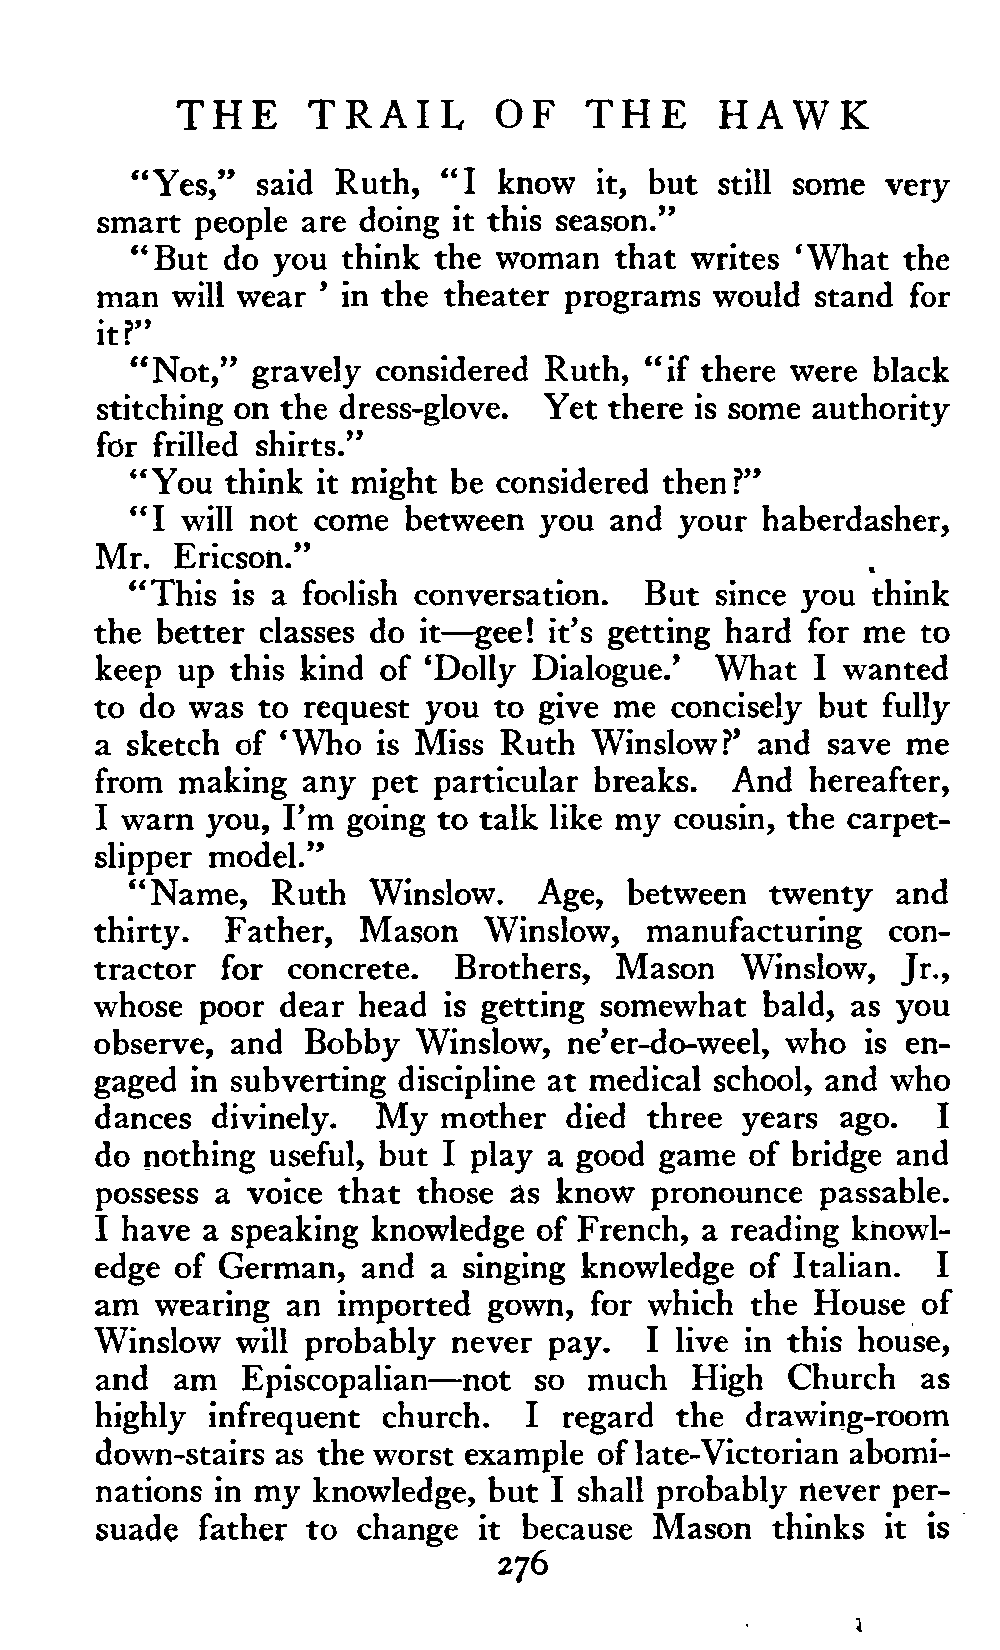 THE TRAIL OF THE HAWK
"Yes," said Ruth, "I know it, but still some very
smart people are doing it this season."
"But do you think the woman that writes 'What the
man will wear' in the theater programs would stand for
it?"
"Not," gravely considered Ruth, "if there were black
stitching on the dress-glove. Yet there is some authority
for frilled shirts."
"You think it might be considered then?"
"I will not come between you and your haberdasher,
Mr. Ericson."
"This is a foolish conversation. But since you think
the better classes do it—gee! it's getting hard for me to
keep up this kind of 'Dolly Dialogue.' What I wanted
to do was to request you to give me concisely but fully
a sketch of 'Who is Miss Ruth Winslow?' and save me
from making any pet particular breaks. And hereafter,
I warn you, I'm going to talk like my cousin, the carpet-
slipper model."
"Name, Ruth Winslow. Age, between twenty and
thirty. Father, Mason Winslow, manufacturing con-
tractor for concrete. Brothers, Mason Winslow, Jr.,
whose poor dear head is getting somewhat bald, as you
observe, and Bobby Winslow, ne'er-do-weel, who is en-
gaged in subverting discipline at medical school, and who
dances divinely. My mother died three years ago. I
do nothing useful, but I play a good game of bridge and
possess a voice that those as know pronounce passable.
I have a speaking knowledge of French, a reading knowl-
edge of German, and a singing knowledge of Italian. I
am wearing an imported gown, for which the House of
Winslow will probably never pay. I live in this house,
and am Episcopalian—not so much High Church as
highly infrequent church. I regard the drawing-room
down-stairs as the worst example of late-Victorian abomi-
nations in my knowledge, but I shall probably never per-
suade father to change it because Mason thinks it is
276